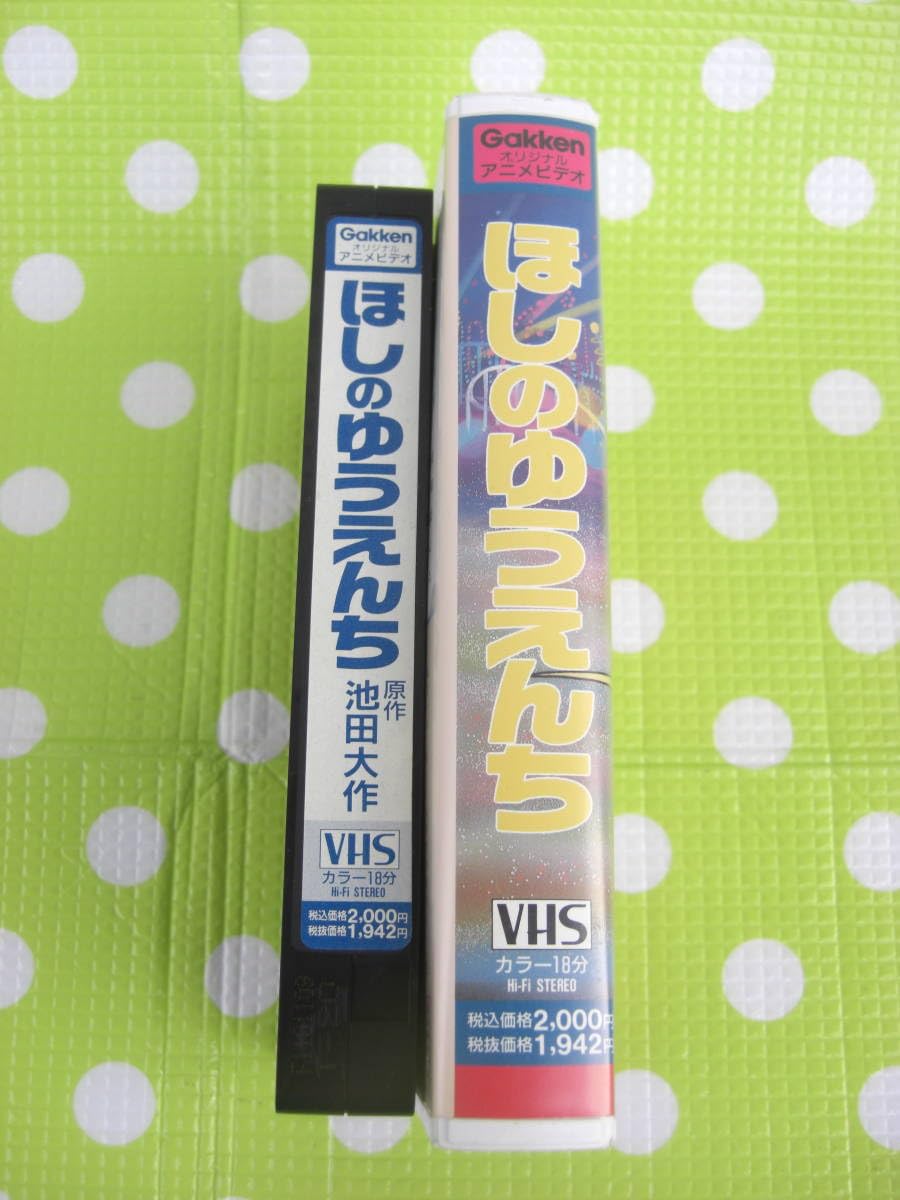 Gakken
オリジナル
アニメビデオ
ほしのゆうえんち
原作
池田大作
VHS
カラー18分
Hi-Fi STEREO
税込価格2,000円
税抜価格1,942円
Gakken
オリジナル
アニメビデオ
ほしのゆうえんち
VHS
カラー18分
Hi-Fi STEREO
税込価格2,000円
税抜価格1,942円